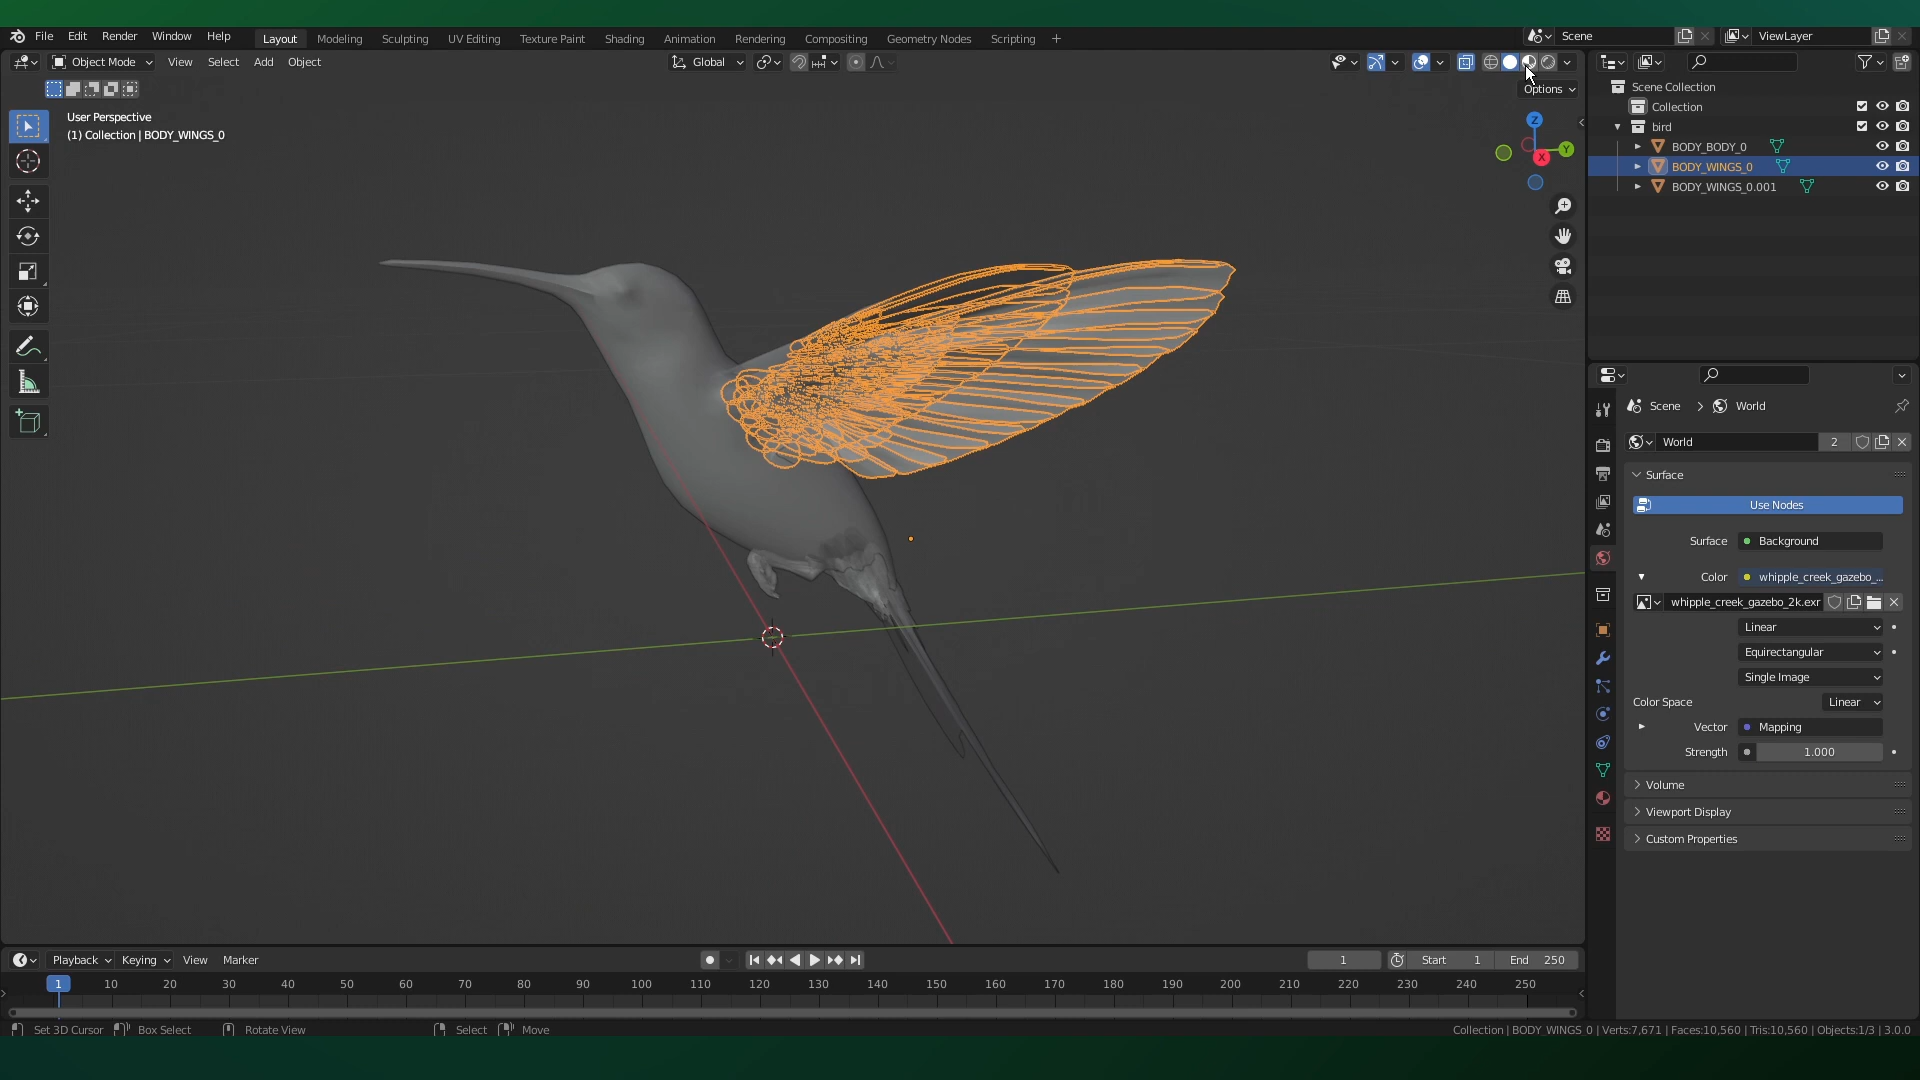 File Edit Render Window Help Layout Modeling Sculpting UV Editing Texture Paint Shading Animation Rendering Compositing Geometry Nodes Scripting + Scene ViewLayer
Object Mode View Select Add Object Global
Options
User Perspective
(1) Collection | BODY_WINGS_0
Z
Y
X
Scene Collection
Collection
bird
BODY_BODY_0
BODY_WINGS_0
BODY_WINGS_0.001
Scene > World
World 2
Surface
Use Nodes
Surface Background
Color whipple_creek_gazebo_...
whipple_creek_gazebo_2k.exr
Linear
Equirectangular
Single Image
Color Space Linear
Vector Mapping
Strength 1.000
Volume
Viewport Display
Custom Properties
Playback Keying View Marker 1 Start 1 End 250
1 10 20 30 40 50 60 70 80 90 100 110 120 130 140 150 160 170 180 190 200 210 220 230 240 250
Set 3D Cursor Box Select Rotate View Select Move Collection | BODY_WINGS_0 | Verts:7,671 | Faces:10,560 | Tris:10,560 | Objects:1/3 | 3.0.0